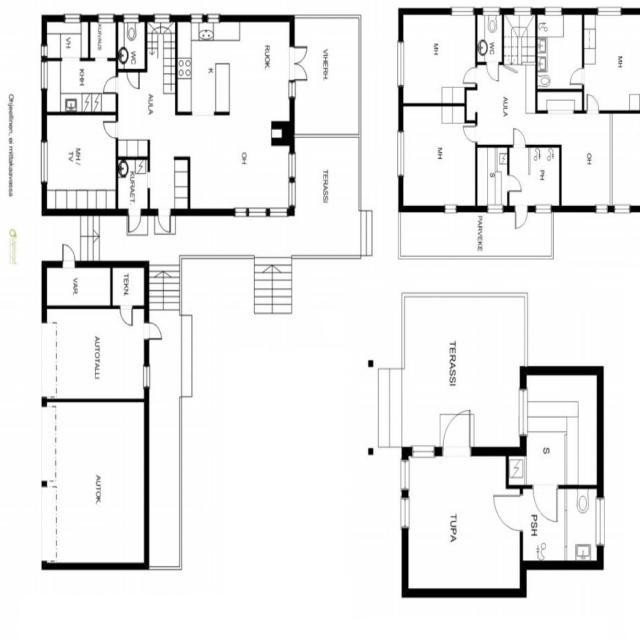 VH
KUIVAUS
WC
KHH
K
RUOK.
VIHERH.
AULA
MH /
TV
KURAET.
OH
TERASSI
Ohjeellinen, ei mittakaavassa
VAR.
TEKN.
AUTOTALLI
AUTOK.
MH
WC
MH
AULA
MH
S
PH
OH
PARVEKE
TERASSI
S
TUPA
PSH